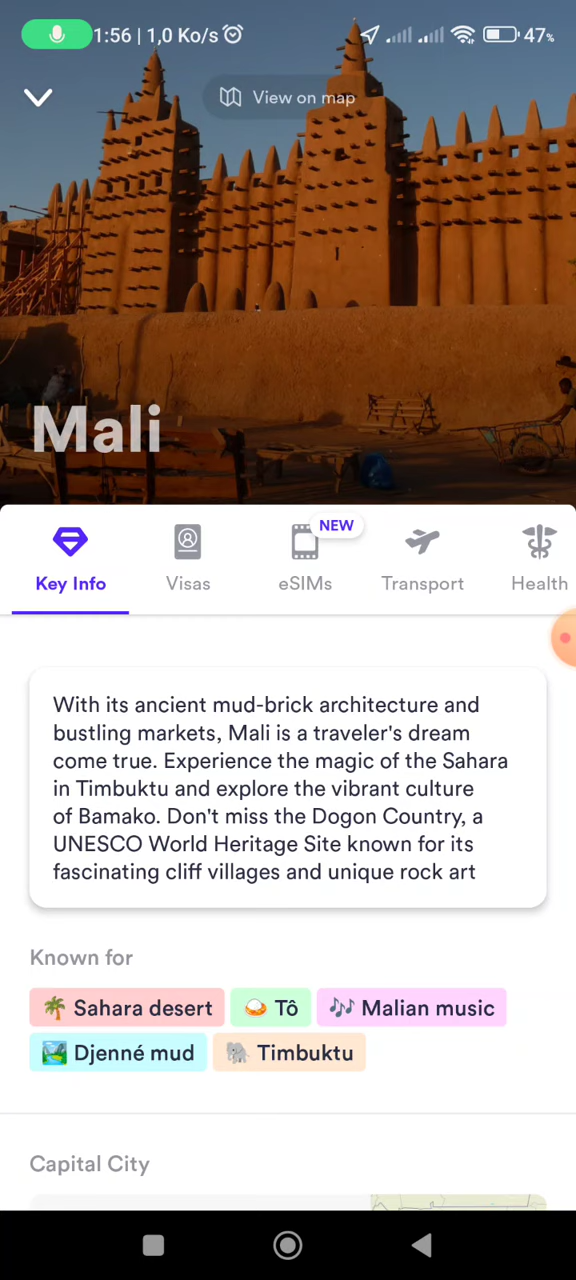 1:56 | 1,0 Ko/s 47%
View on map
Mali
NEW
Key Info Visas eSIMs Transport Health
With its ancient mud-brick architecture and
bustling markets, Mali is a traveler's dream
come true. Experience the magic of the Sahara
in Timbuktu and explore the vibrant culture
of Bamako. Don't miss the Dogon Country, a
UNESCO World Heritage Site known for its
fascinating cliff villages and unique rock art
Known for
🌴 Sahara desert 🍛 Tô 🎶 Malian music
🏞️ Djenné mud 🐘 Timbuktu
Capital City